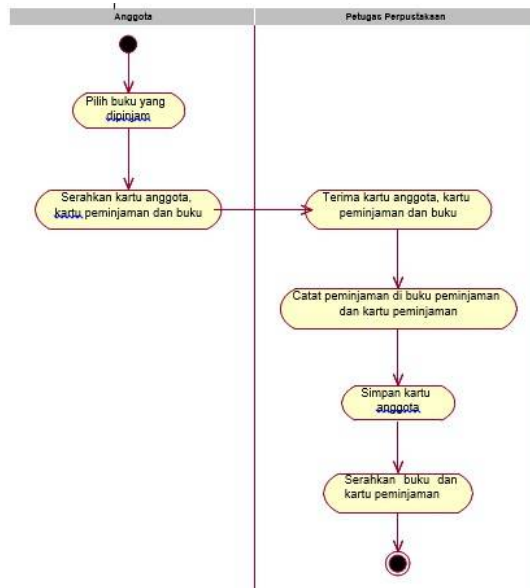 Anggota
Petugas Perpustakaan
Pilih buku yang
dipinjam
Serahkan kartu anggota,
kartu peminjaman dan buku
Terima kartu anggota, kartu
peminjaman dan buku
Catat peminjaman di buku peminjaman
dan kartu peminjaman
Simpan kartu
anggota
Serahkan buku dan
kartu peminjaman